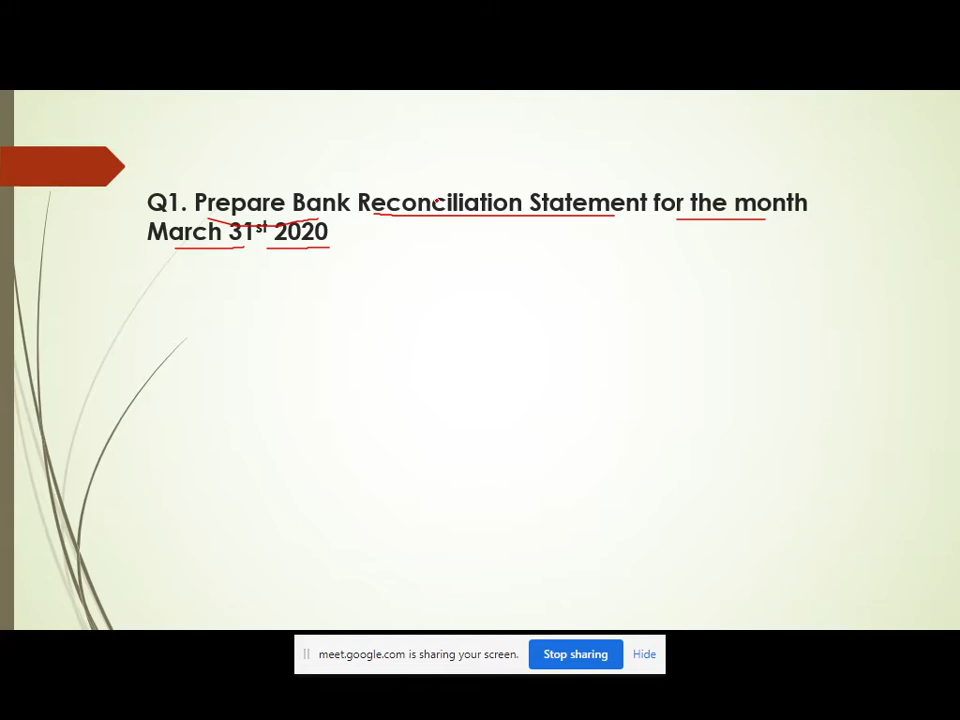 Q1. Prepare Bank Reconciliation Statement for the month
March 31st 2020
meet.google.com is sharing your screen.
Stop sharing
Hide